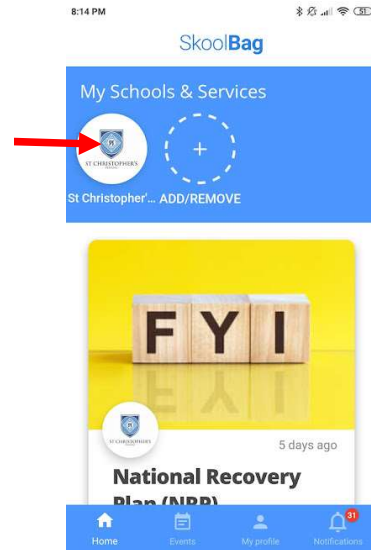 8:14 PM
51
SkoolBag
My Schools & Services
ST CHRISTOPHER'S
+
St Christopher'... ADD/REMOVE
FYI
ST CHRISTOPHER'S
5 days ago
National Recovery
Plan (NRP)
31
Home Events My profile Notifications